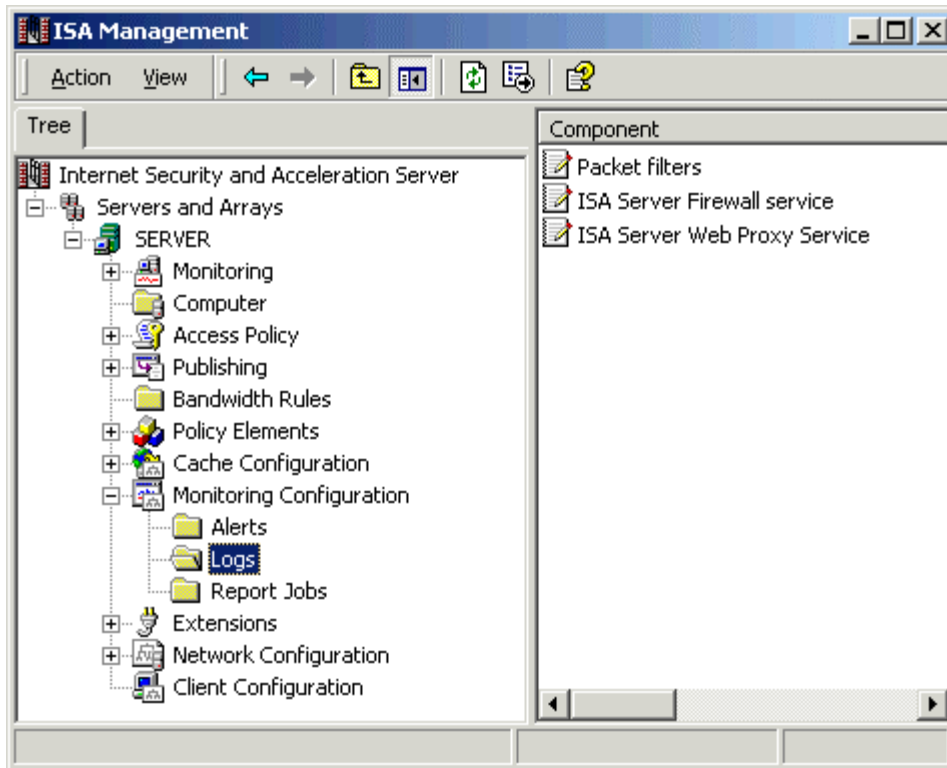 ISA Management
Action View
Tree
Internet Security and Acceleration Server
Servers and Arrays
SERVER
Monitoring
Computer
Access Policy
Publishing
Bandwidth Rules
Policy Elements
Cache Configuration
Monitoring Configuration
Alerts
Logs
Report Jobs
Extensions
Network Configuration
Client Configuration
Component
Packet filters
ISA Server Firewall service
ISA Server Web Proxy Service